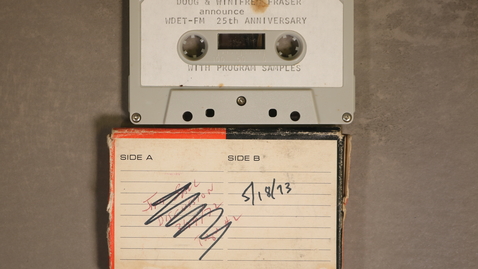 DOUG & WINIFRED FRASER
announce
WDET-FM 25th ANNIVERSARY
WITH PROGRAM SAMPLES
SIDE A
SIDE B
5/18/73